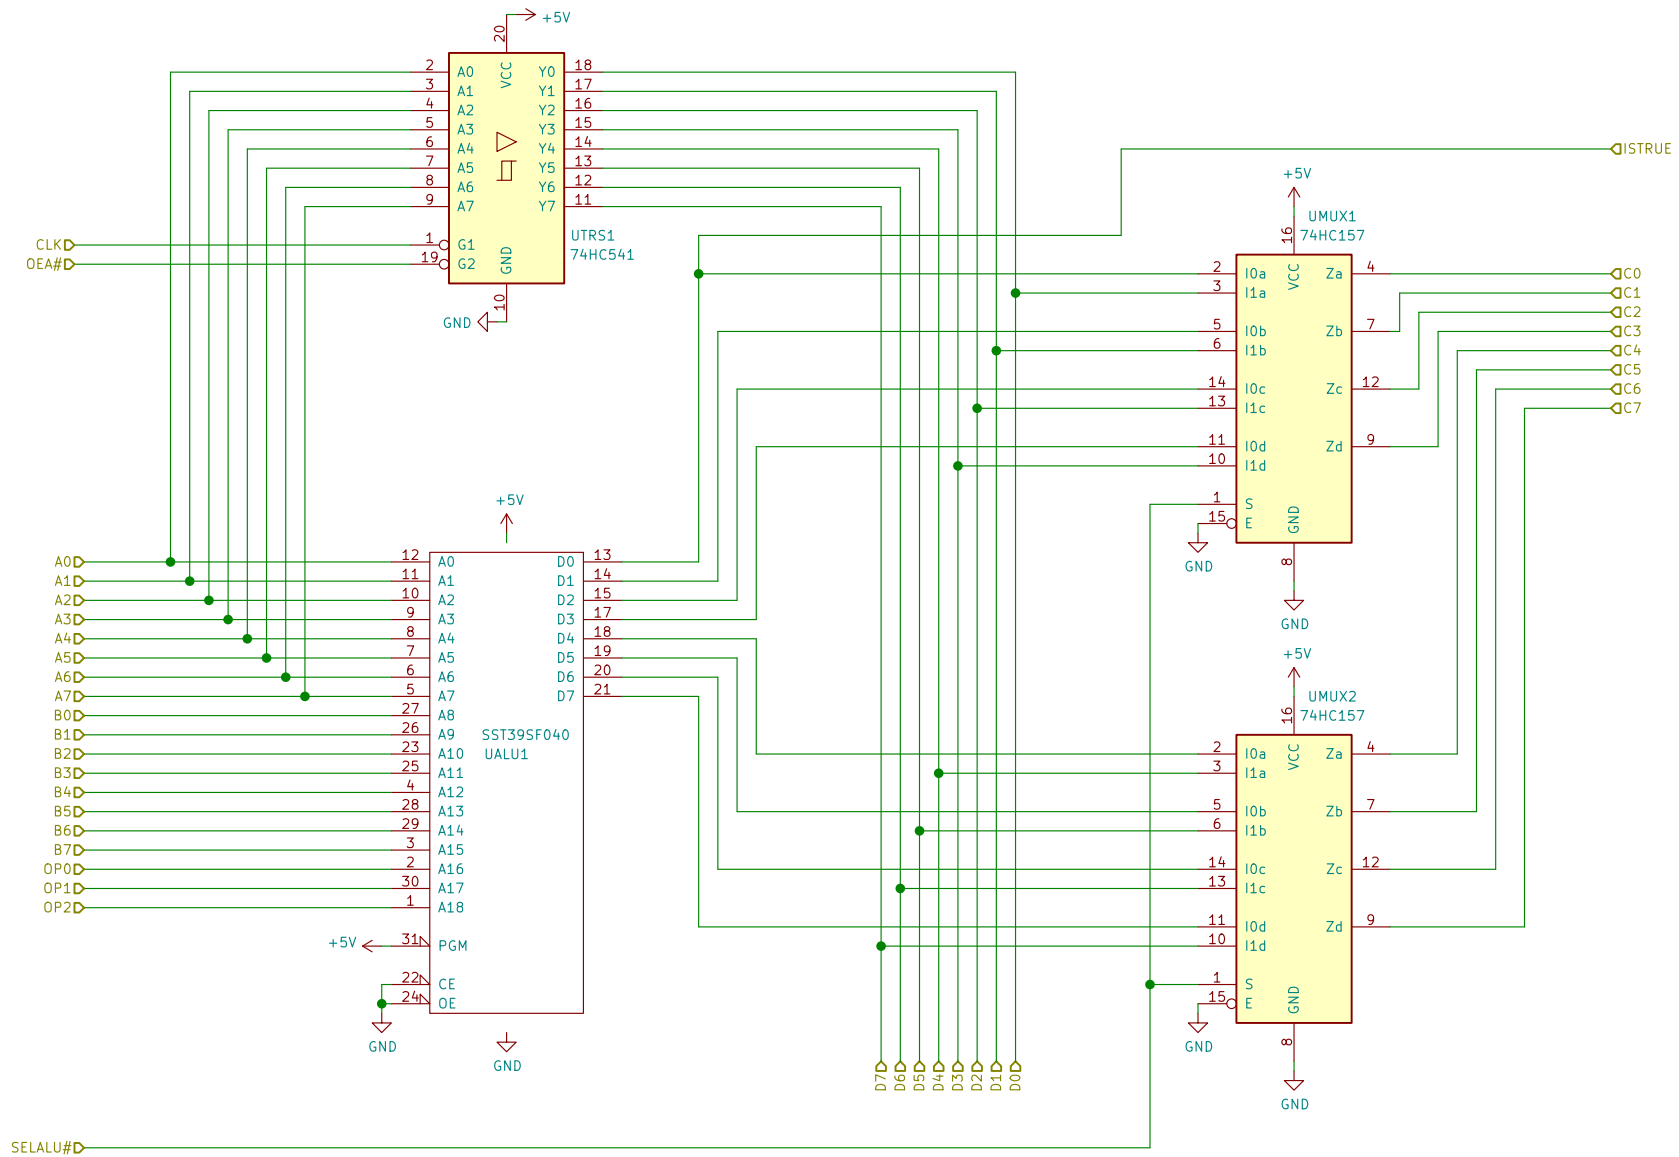 +5V
20
2 A0 VCC Y0 18
3 A1 Y1 17
4 A2 Y2 16
5 A3 Y3 15
6 A4 Y4 14
7 A5 Y5 13
8 A6 Y6 12
9 A7 Y7 11
CLK 1 G1
OEA# 19 G2
GND
UTRS1
74HC541
10
GND
ISTRUE
+5V
UMUX1
74HC157
16
2 I0a VCC Za 4 C0
3 I1a C1
C2
5 I0b Zb 7 C3
6 I1b C4
C5
14 I0c Zc 12 C6
13 I1c C7
11 I0d Zd 9
10 I1d
1 S
15 E
GND
GND
8
GND
+5V
A0 12 A0 D0 13
A1 11 A1 D1 14
A2 10 A2 D2 15
A3 9 A3 D3 17
A4 8 A4 D4 18
A5 7 A5 D5 19
A6 6 A6 D6 20
A7 5 A7 D7 21
B0 27 A8
B1 26 A9
B2 23 A10
B3 25 A11
B4 4 A12
B5 28 A13
B6 29 A14
B7 3 A15
OP0 2 A16
OP1 30 A17
OP2 1 A18
SST39SF040
UALU1
+5V 31 PGM
22 CE
24 OE
GND
GND
+5V
UMUX2
74HC157
16
2 I0a VCC Za 4
3 I1a
5 I0b Zb 7
6 I1b
14 I0c Zc 12
13 I1c
11 I0d Zd 9
10 I1d
1 S
15 E
GND
GND
8
GND
D7 D6 D5 D4 D3 D2 D1 D0
SELALU#